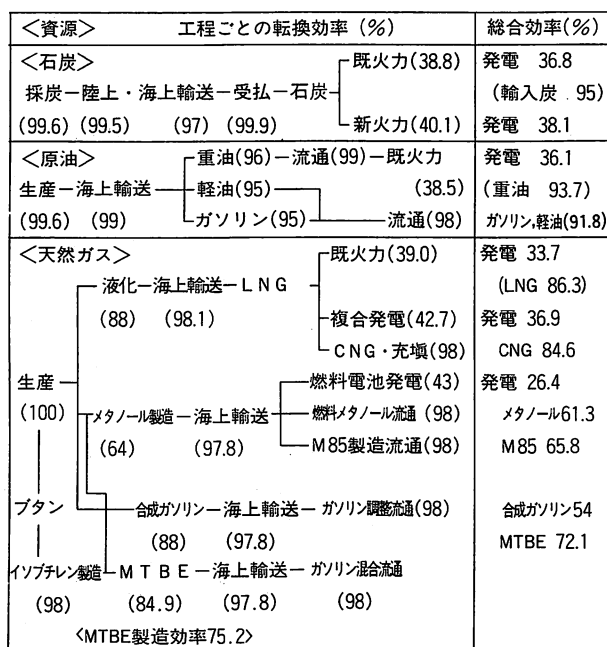 <資源> 工程ごとの転換効率 (%) 総合効率(%)
<石炭> 既火力(38.8) 発電 36.8
採炭-陸上・海上輸送-受払-石炭 (輸入炭 95)
(99.6) (99.5) (97) (99.9) 新火力(40.1) 発電 38.1
<原油> 重油(96)-流通(99)-既火力 発電 36.1
生産-海上輸送 軽油(95) (38.5) (重油 93.7)
(99.6) (99) ガソリン(95) 流通(98) ガソリン,軽油(91.8)
<天然ガス> 既火力(39.0) 発電 33.7
液化-海上輸送-LNG (LNG 86.3)
(88) (98.1) 複合発電(42.7) 発電 36.9
CNG・充塡(98) CNG 84.6
生産 燃料電池発電(43) 発電 26.4
(100) メタノール製造-海上輸送 燃料メタノール流通 (98) メタノール61.3
(64) (97.8) M85製造流通(98) M85 65.8
ブタン 合成ガソリン-海上輸送-ガソリン調整流通(98) 合成ガソリン54
(88) (97.8) MTBE 72.1
イソブチレン製造-MTBE-海上輸送-ガソリン混合流通
(98) (84.9) (97.8) (98)
<MTBE製造効率75.2>